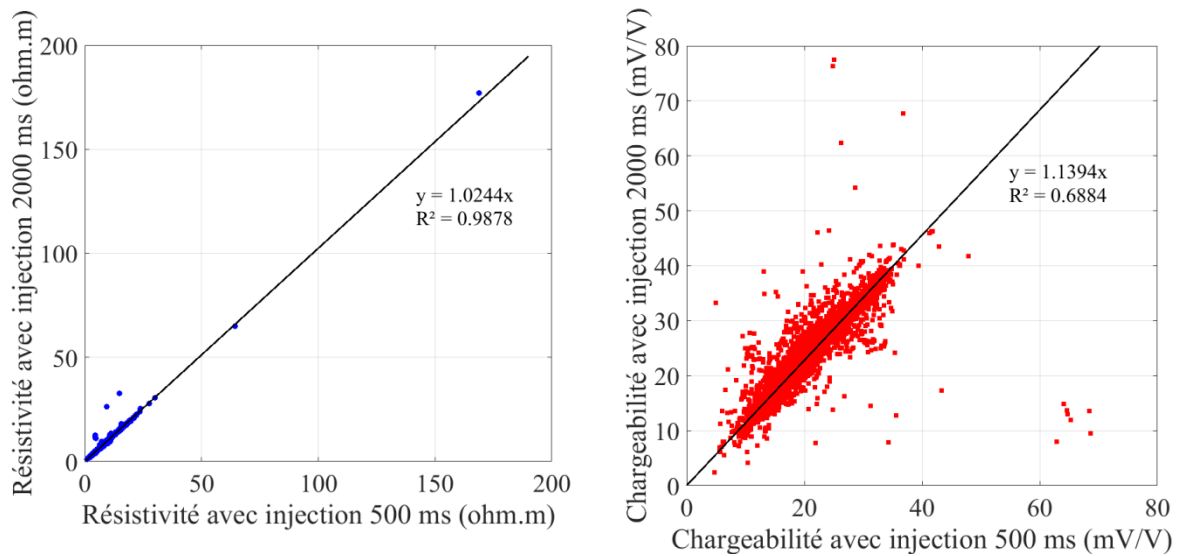 Résistivité avec injection 2000 ms (ohm.m)
200
150
100
50
0
y = 1.0244x
R² = 0.9878
0 50 100 150 200
Résistivité avec injection 500 ms (ohm.m)
Chargeabilité avec injection 2000 ms (mV/V)
80
70
60
50
40
30
20
10
0
y = 1.1394x
R² = 0.6884
0 20 40 60 80
Chargeabilité avec injection 500 ms (mV/V)